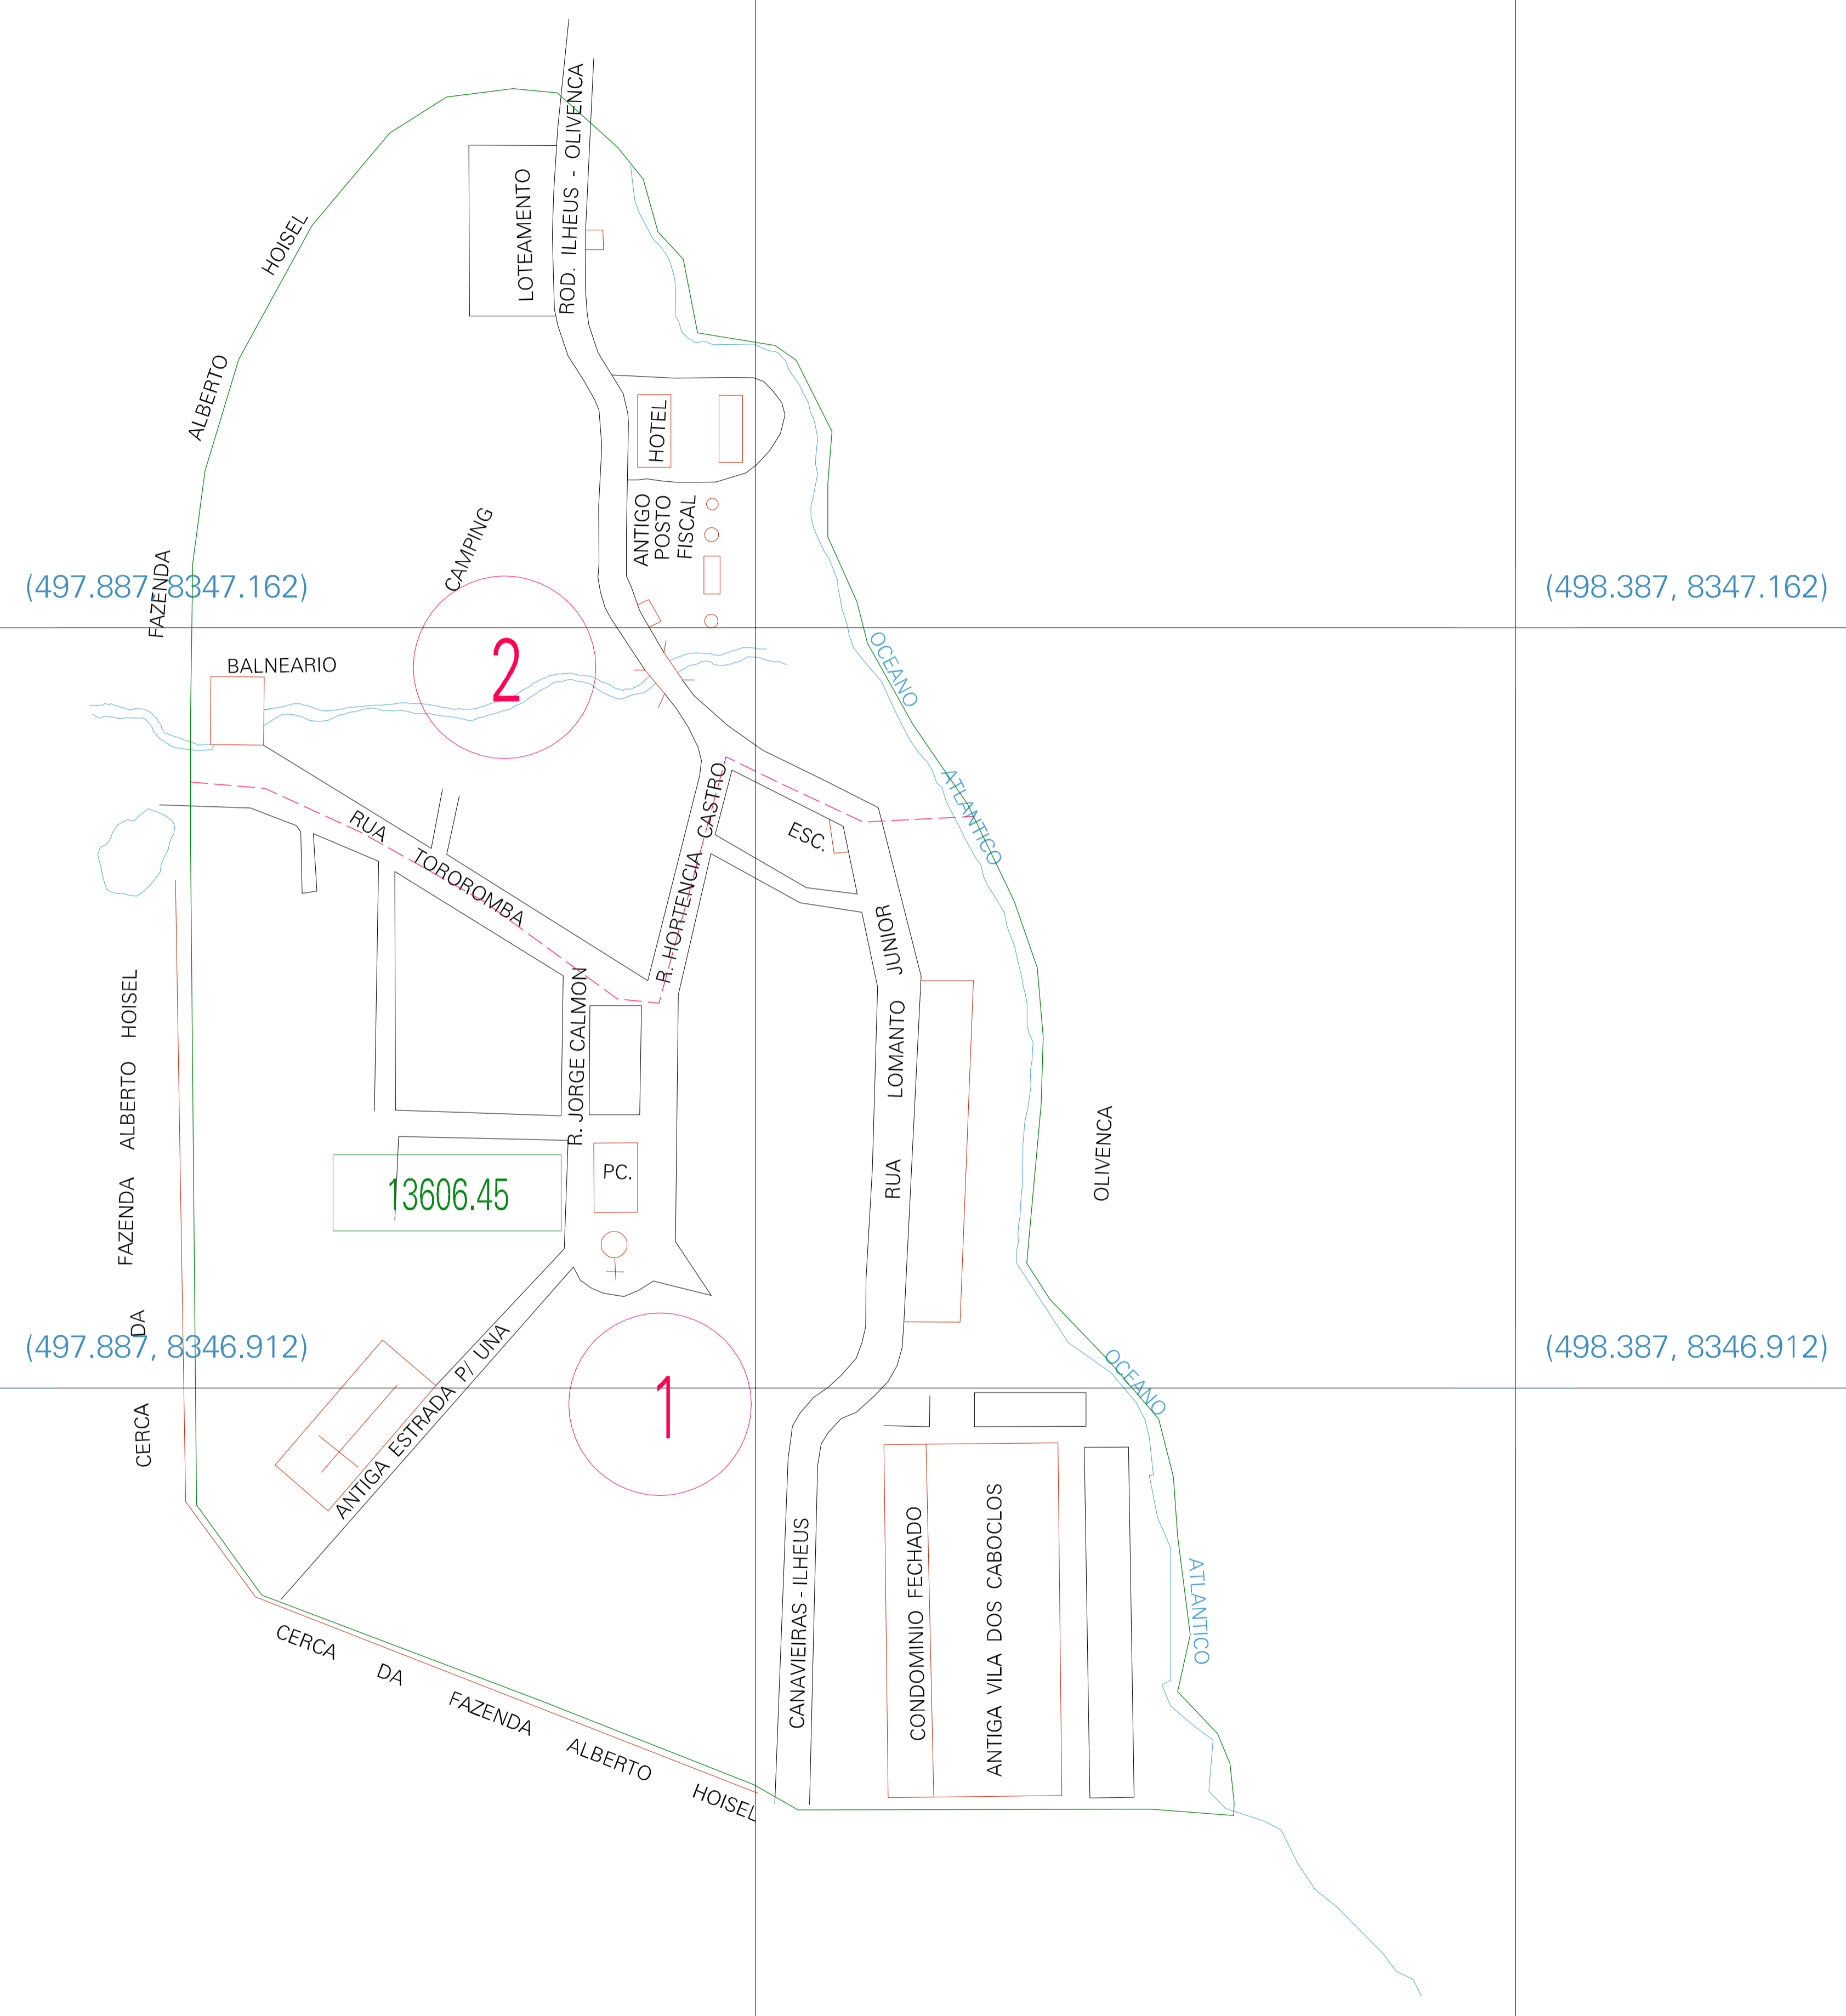 ROD. ILHEUS - OLIVENCA
LOTEAMENTO
HOISEL
ALBERTO
FAZENDA
HOTEL
ANTIGO
POSTO
FISCAL
CAMPING
(497.887, 8347.162)
(498.387, 8347.162)
BALNEARIO
2
OCEANO
ATLANTICO
RUA
TOROROMBA
R. HORTENCIA CASTRO
ESC.
JUNIOR
LOMANTO
RUA
R. JORGE CALMON
CERCA DA FAZENDA ALBERTO HOISEL
OLIVENCA
PC.
13606.45
(497.887, 8346.912)
(498.387, 8346.912)
OCEANO
ATLANTICO
1
ANTIGA ESTRADA P/ UNA
CANAVIEIRAS - ILHEUS
CONDOMINIO FECHADO
ANTIGA VILA DOS CABOCLOS
CERCA DA FAZENDA ALBERTO HOISEL